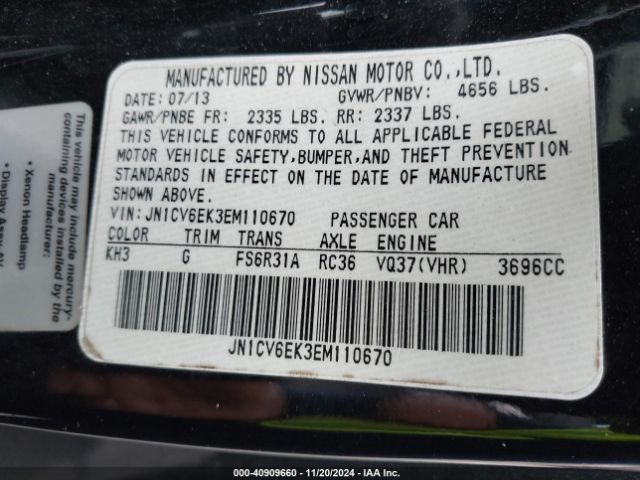 MANUFACTURED BY NISSAN MOTOR CO.,LTD.
DATE: 07/13 GVWR/PNBV: 4656 LBS.
GAWR/PNBE FR: 2335 LBS. RR: 2337 LBS.
THIS VEHICLE CONFORMS TO ALL APPLICABLE FEDERAL
MOTOR VEHICLE SAFETY,BUMPER,AND THEFT PREVENTION
STANDARDS IN EFFECT ON THE DATE OF MANUFACTURE
SHOWN ABOVE.
VIN:JN1CV6EK3EM110670 PASSENGER CAR
COLOR TRIM TRANS AXLE ENGINE
KH3 G FS6R31A RC36 VQ37(VHR) 3696CC
JN1CV6EK3EM110670
This vehicle may include mercury-
containing devices installed by the
manufacturer:
• Xenon Headlamp
• Display Assy-AV
000-40909660 - 11/20/2024 - IAA Inc.